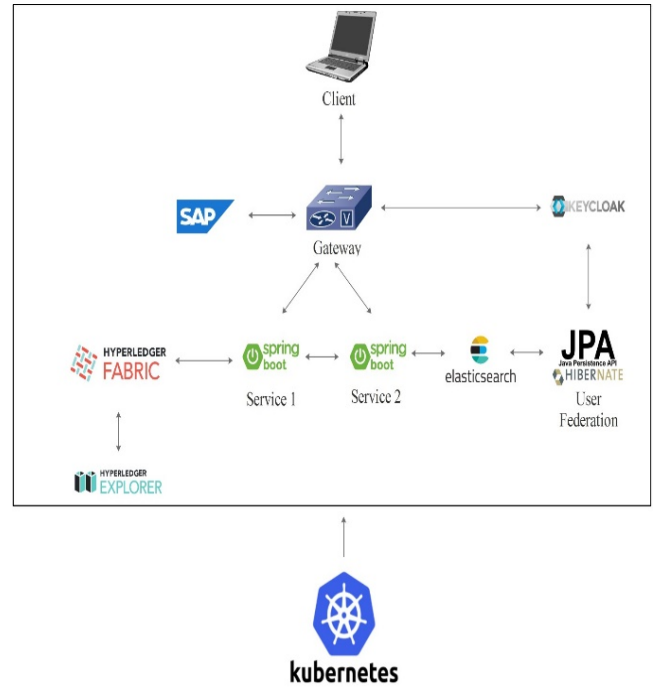 Client
SAP
Gateway
KEYCLOAK
HYPERLEDGER
FABRIC
spring
boot
Service 1
spring
boot
Service 2
elasticsearch
JPA
Java Persistance API
HIBERNATE
User
Federation
HYPERLEDGER
EXPLORER
kubernetes